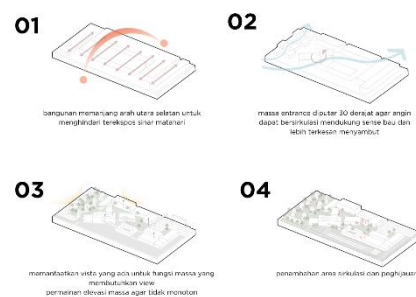 01
bangunan memanjang arah utara selatan untuk
menghindari terekspos sinar matahari
02
massa entrance diputar 30 derajat agar angin
dapat bersirkulasi mendukung sense bau dan
lebih terkesan menyambut
03
memanfaatkan vista yang ada untuk fungsi massa yang
membutuhkan view
permainan elevasi massa agar tidak monoton
04
penambahan area sirkulasi dan penghijauan